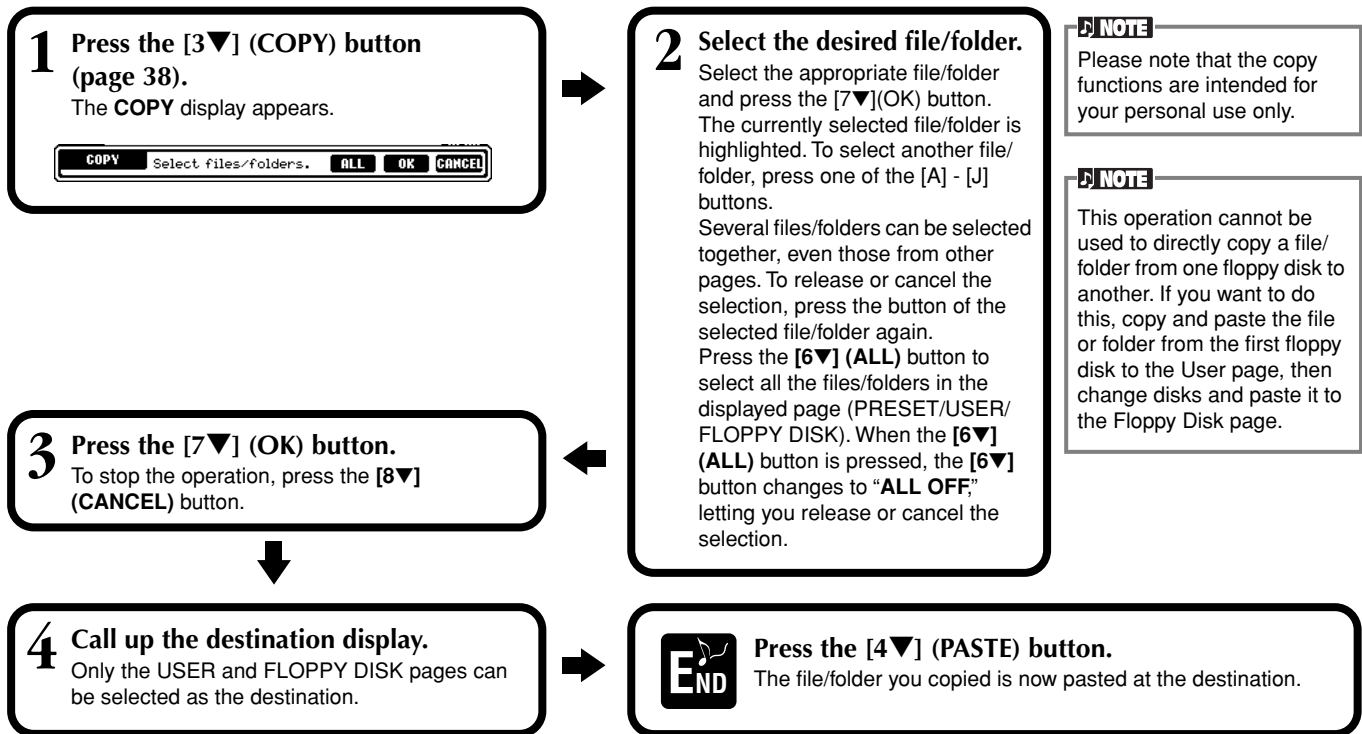 1 Press the [3▼] (COPY) button
(page 38).
The COPY display appears.
COPY Select files/folders. ALL OK CANCEL
2 Select the desired file/folder.
Select the appropriate file/folder
and press the [7▼](OK) button.
The currently selected file/folder is
highlighted. To select another file/
folder, press one of the [A] - [J]
buttons.
Several files/folders can be selected
together, even those from other
pages. To release or cancel the
selection, press the button of the
selected file/folder again.
Press the [6▼] (ALL) button to
select all the files/folders in the
displayed page (PRESET/USER/
FLOPPY DISK). When the [6▼]
(ALL) button is pressed, the [6▼]
button changes to “ALL OFF,”
letting you release or cancel the
selection.
NOTE
Please note that the copy
functions are intended for
your personal use only.
NOTE
This operation cannot be
used to directly copy a file/
folder from one floppy disk to
another. If you want to do
this, copy and paste the file
or folder from the first floppy
disk to the User page, then
change disks and paste it to
the Floppy Disk page.
3 Press the [7▼] (OK) button.
To stop the operation, press the [8▼]
(CANCEL) button.
4 Call up the destination display.
Only the USER and FLOPPY DISK pages can
be selected as the destination.
END
Press the [4▼] (PASTE) button.
The file/folder you copied is now pasted at the destination.